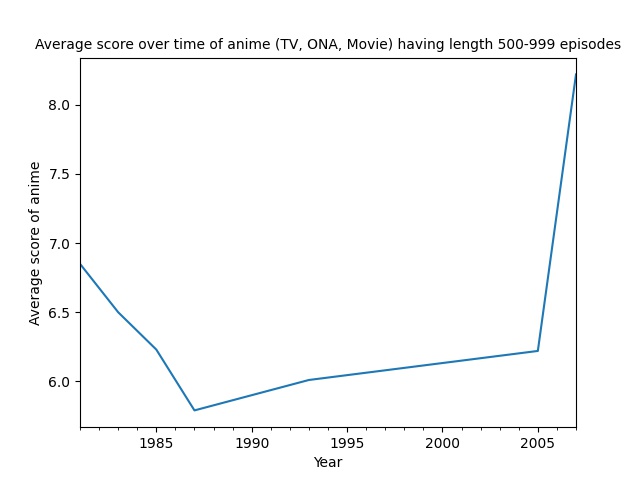 Average score over time of anime (TV, ONA, Movie) having length 500-999 episodes
Average score of anime
8.0
7.5
7.0
6.5
6.0
1985 1990 1995 2000 2005
Year